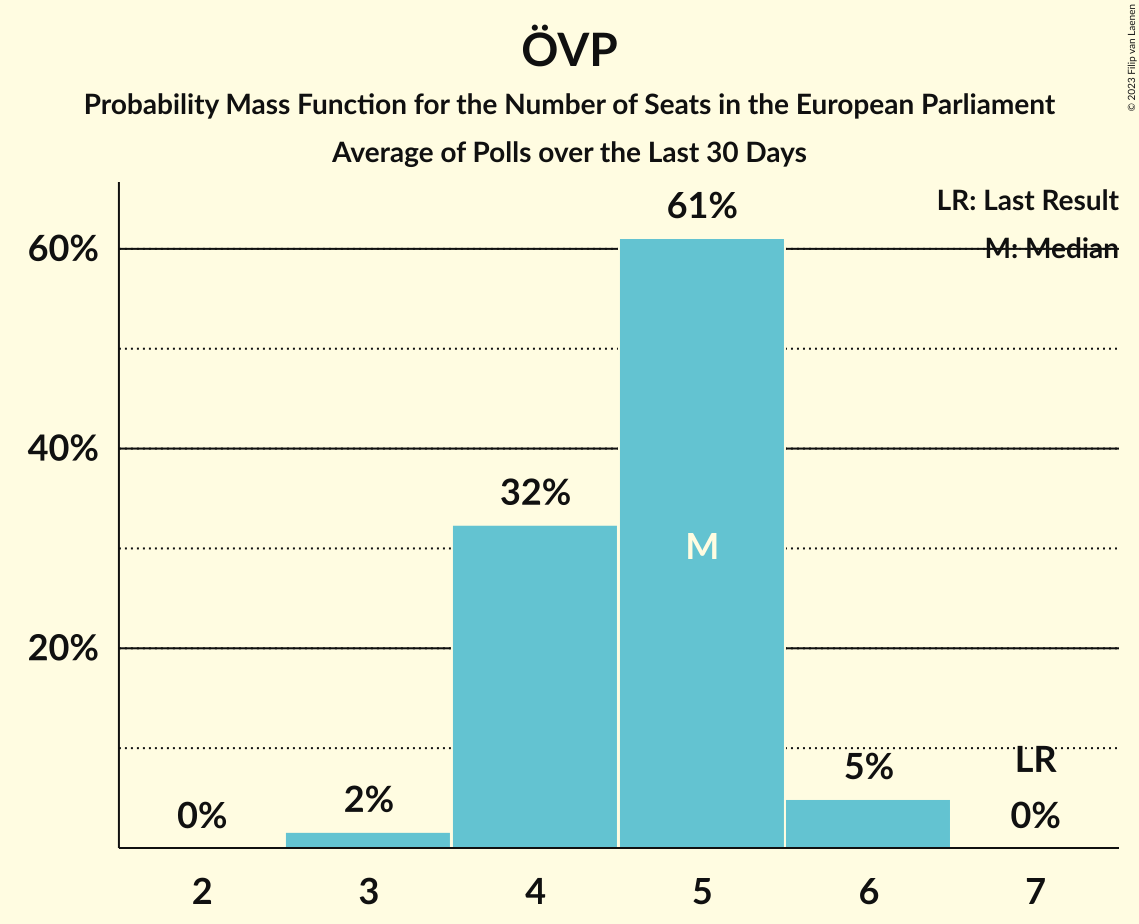 ÖVP
Probability Mass Function for the Number of Seats in the European Parliament
Average of Polls over the Last 30 Days
© 2023 Filip van Laenen
LR: Last Result
M: Median
61%
60%
40%
32%
M
20%
LR
5%
2%
0%
0%
2 3 4 5 6 7